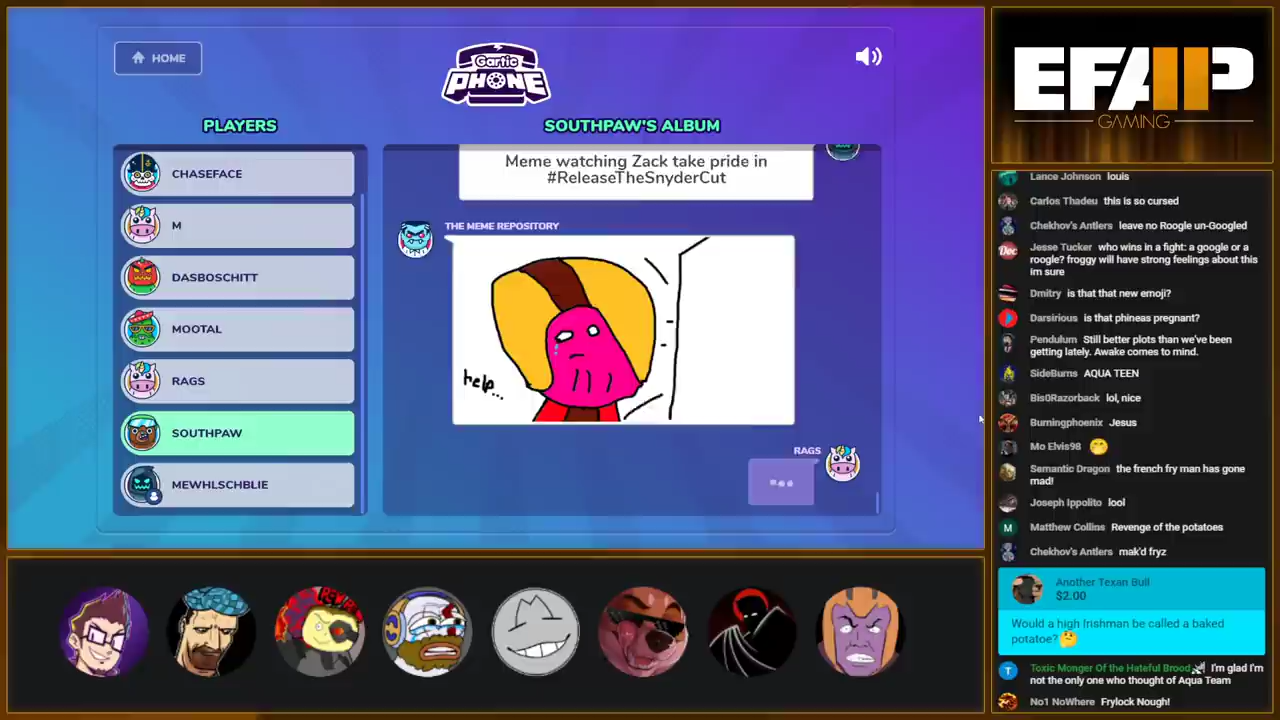 HOME
Gartic
PHONE
PLAYERS
CHASEFACE
M
DASBOSCHITT
MOOTAL
RAGS
SOUTHPAW
MEWHLSCHBLIE
SOUTHPAW'S ALBUM
Meme watching Zack take pride in
#ReleaseTheSnyderCut
THE MEME REPOSITORY
help...
RAGS
EFAP
GAMING
Lance Johnson louis
Carlos Thadeu this is so cursed
Chekhov's Antlers leave no Roogle un-Googled
Jesse Tucker who wins in a fight: a google or a
roogle? froggy will have strong feelings about this
im sure
Dmitry is that that new emoji?
Darsirious is that phineas pregnant?
Pendulum Still better plots than we've been
getting lately. Awake comes to mind.
SideBurns AQUA TEEN
Bis0Razorback lol, nice
Burningphoenix Jesus
Mo Elvis98 🤭
Semantic Dragon the french fry man has gone
mad!
Joseph Ippolito lool
M Matthew Collins Revenge of the potatoes
Chekhov's Antlers mak'd fryz
Another Texan Bull
$2.00
Would a high Irishman be called a baked
potatoe? 🤔
T Toxic Monger Of the Hateful Brood I'm glad I'm
not the only one who thought of Aqua Team
No1 NoWhere Frylock Nough!